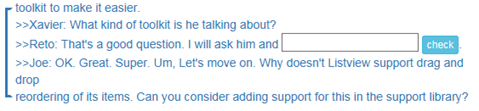 toolkit to make it easier.
>>Xavier: What kind of toolkit is he talking about?
>>Reto: That's a good question. I will ask him and check.
>>Joe: OK. Great. Super. Um, Let's move on. Why doesn't Listview support drag and
drop
reordering of its items. Can you consider adding support for this in the support library?